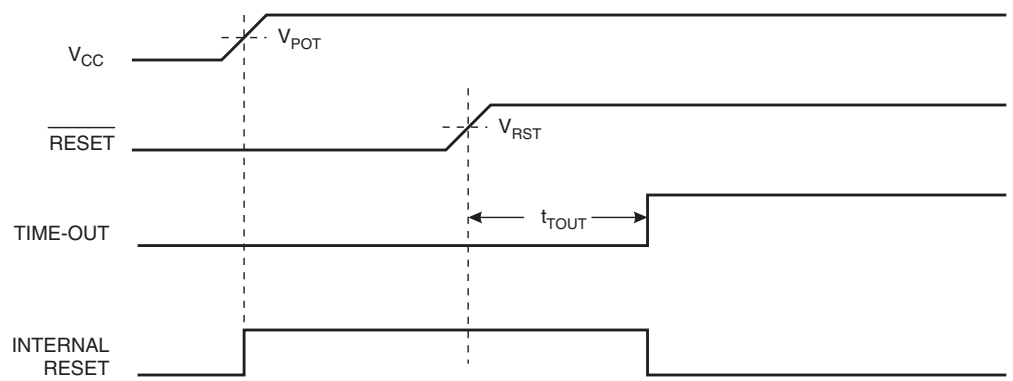 V_CC
V_POT
RESET
V_RST
TIME-OUT
t_TOUT
INTERNAL
RESET